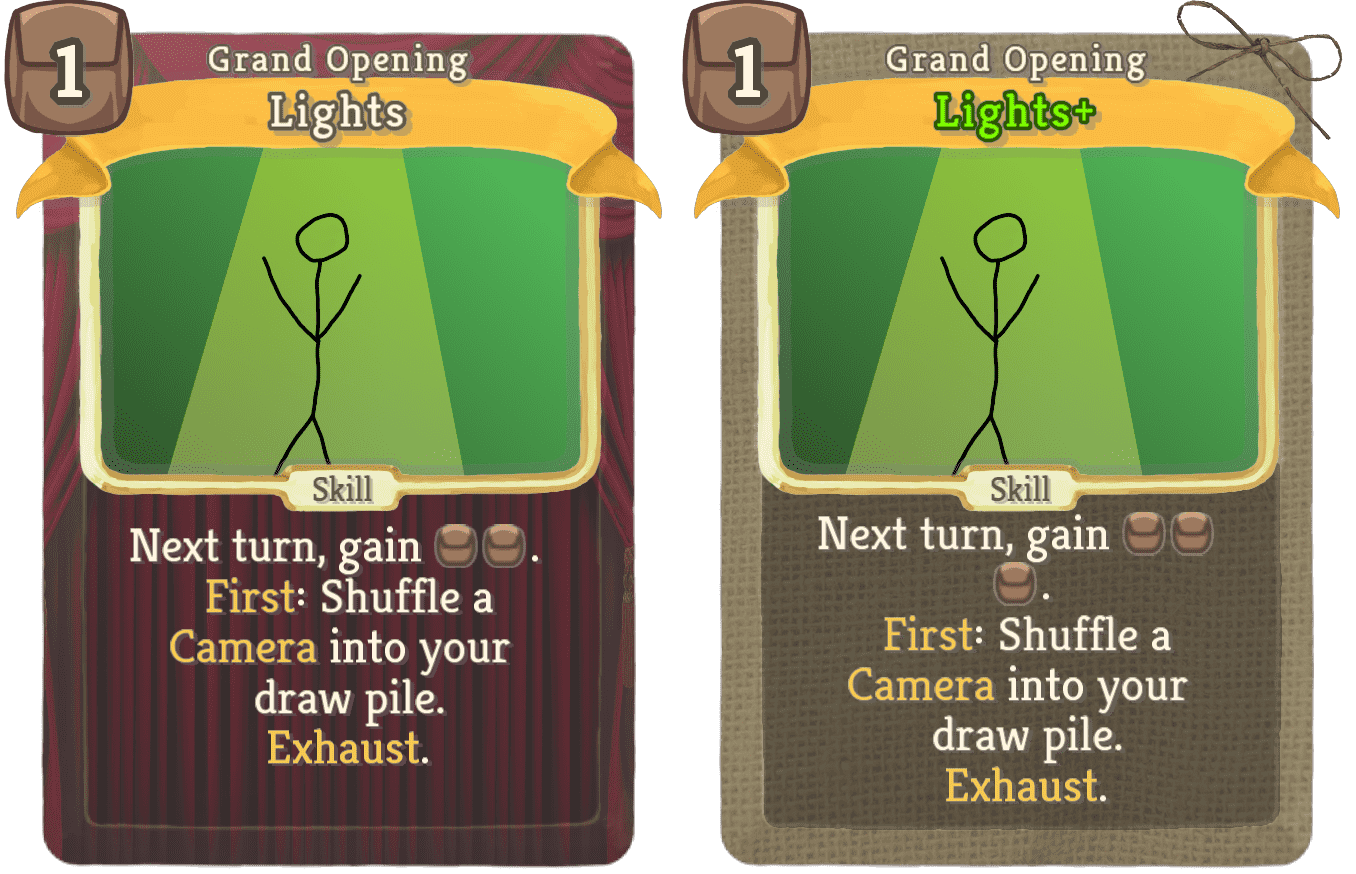 1
Grand Opening
Lights
Skill
Next turn, gain .
First: Shuffle a
Camera into your
draw pile.
Exhaust.
1
Grand Opening
Lights+
Skill
Next turn, gain
.
First: Shuffle a
Camera into your
draw pile.
Exhaust.